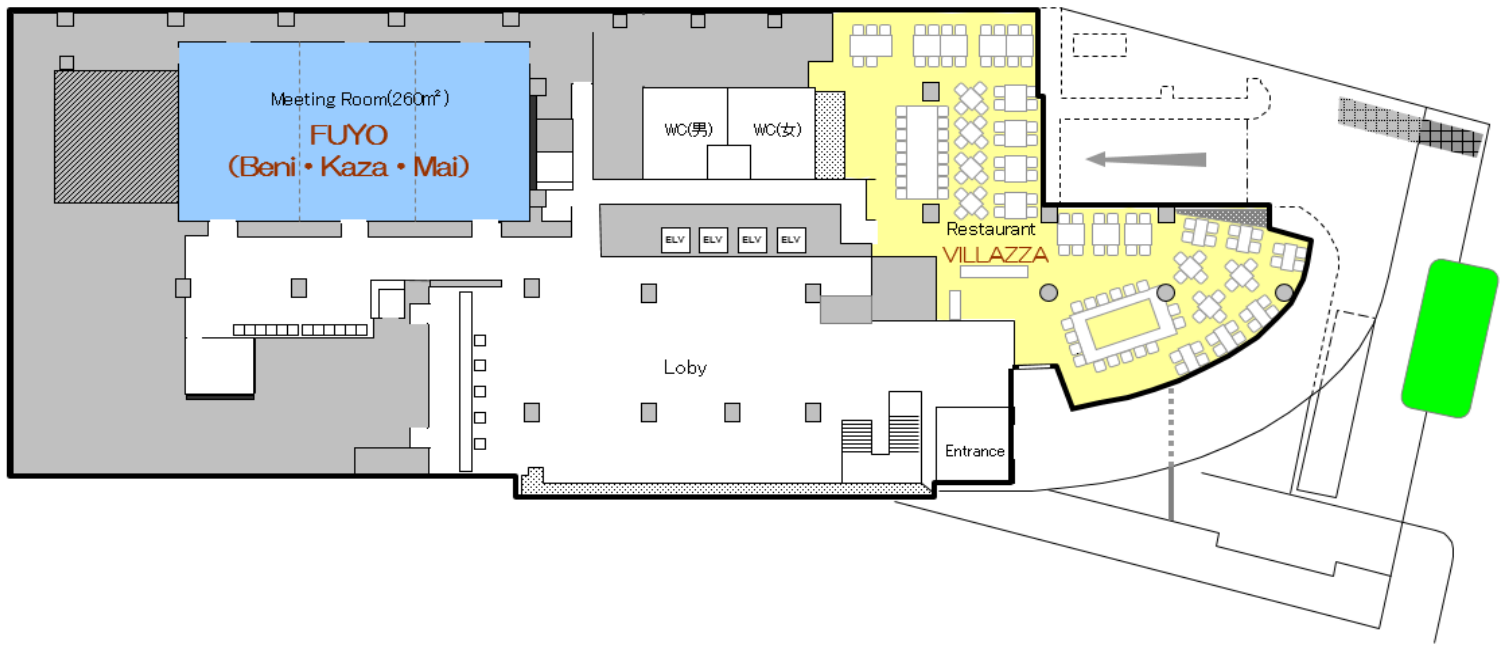 Meeting Room(260㎡)
FUYO
(Beni・Kaza・Mai)
WC(男)
WC(女)
ELV
ELV
ELV
ELV
Restaurant
VILLAZZA
Loby
Entrance